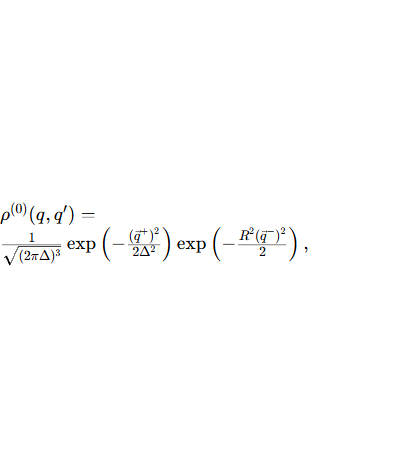 ρ^{(0)}(q, q′) =
\frac{1}{\sqrt{(2πΔ)^3}} exp(−\frac{(\vec{q}^+)^2}{2Δ^2}) exp(−\frac{R^2(\vec{q}^−)^2}{2}),